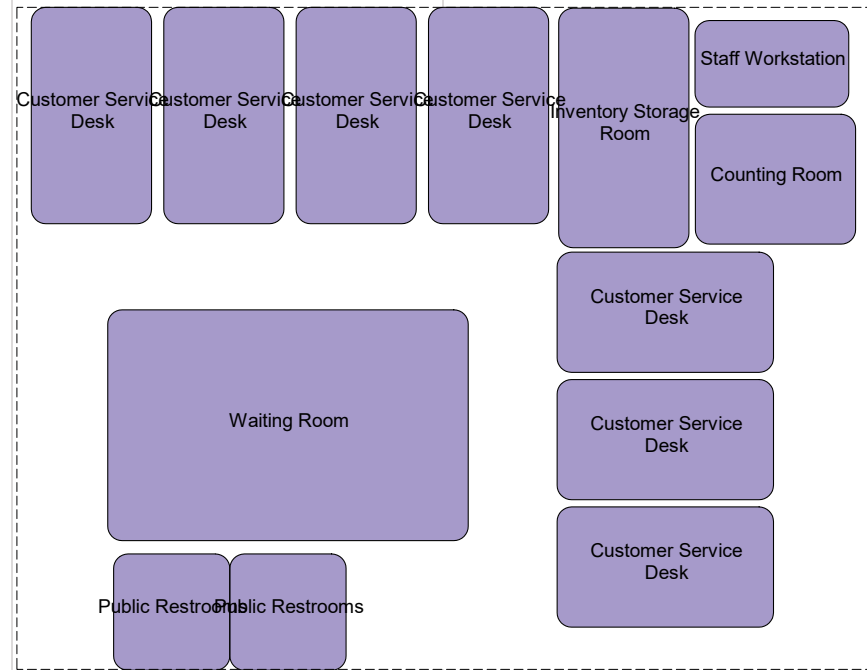 Customer Service
Desk
Customer Service
Desk
Customer Service
Desk
Customer Service
Desk
Inventory Storage
Room
Staff Workstation
Counting Room
Customer Service
Desk
Waiting Room
Customer Service
Desk
Customer Service
Desk
Public Restrooms
Public Restrooms